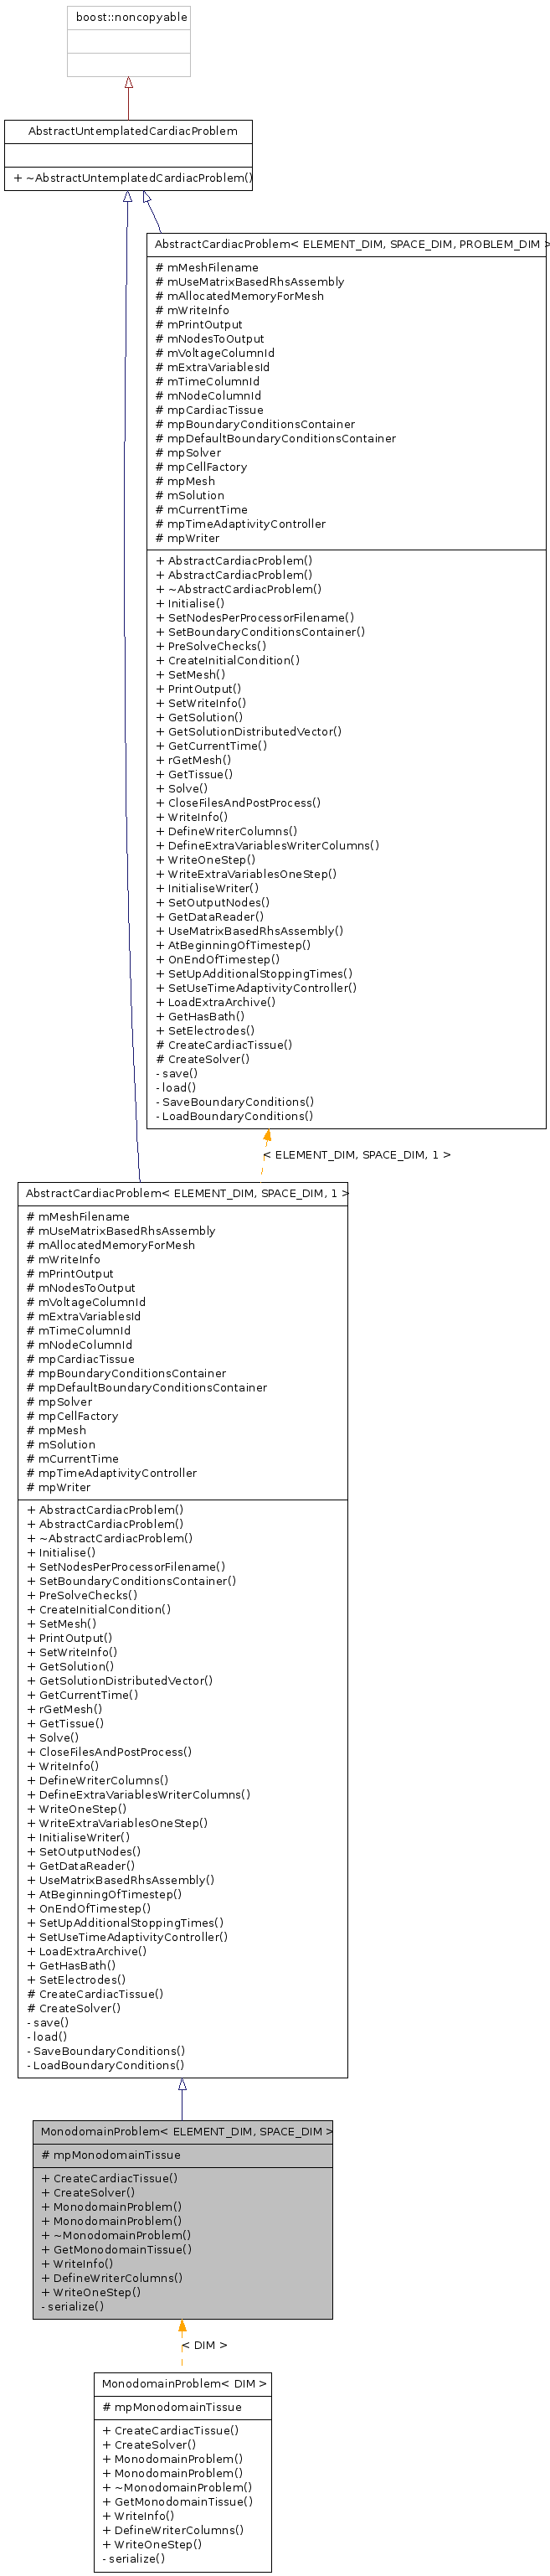 boost::noncopyable
AbstractUntemplatedCardiacProblem
+ ~AbstractUntemplatedCardiacProblem()
AbstractCardiacProblem< ELEMENT_DIM, SPACE_DIM, PROBLEM_DIM >
# mMeshFilename
# mUseMatrixBasedRhsAssembly
# mAllocatedMemoryForMesh
# mWriteInfo
# mPrintOutput
# mNodesToOutput
# mVoltageColumnId
# mExtraVariablesId
# mTimeColumnId
# mNodeColumnId
# mpCardiacTissue
# mpBoundaryConditionsContainer
# mpDefaultBoundaryConditionsContainer
# mpSolver
# mpCellFactory
# mpMesh
# mSolution
# mCurrentTime
# mpTimeAdaptivityController
# mpWriter
+ AbstractCardiacProblem()
+ AbstractCardiacProblem()
+ ~AbstractCardiacProblem()
+ Initialise()
+ SetNodesPerProcessorFilename()
+ SetBoundaryConditionsContainer()
+ PreSolveChecks()
+ CreateInitialCondition()
+ SetMesh()
+ PrintOutput()
+ SetWriteInfo()
+ GetSolution()
+ GetSolutionDistributedVector()
+ GetCurrentTime()
+ rGetMesh()
+ GetTissue()
+ Solve()
+ CloseFilesAndPostProcess()
+ WriteInfo()
+ DefineWriterColumns()
+ DefineExtraVariablesWriterColumns()
+ WriteOneStep()
+ WriteExtraVariablesOneStep()
+ InitialiseWriter()
+ SetOutputNodes()
+ GetDataReader()
+ UseMatrixBasedRhsAssembly()
+ AtBeginningOfTimestep()
+ OnEndOfTimestep()
+ SetUpAdditionalStoppingTimes()
+ SetUseTimeAdaptivityController()
+ LoadExtraArchive()
+ GetHasBath()
+ SetElectrodes()
# CreateCardiacTissue()
# CreateSolver()
- save()
- load()
- SaveBoundaryConditions()
- LoadBoundaryConditions()
< ELEMENT_DIM, SPACE_DIM, 1 >
AbstractCardiacProblem< ELEMENT_DIM, SPACE_DIM, 1 >
# mMeshFilename
# mUseMatrixBasedRhsAssembly
# mAllocatedMemoryForMesh
# mWriteInfo
# mPrintOutput
# mNodesToOutput
# mVoltageColumnId
# mExtraVariablesId
# mTimeColumnId
# mNodeColumnId
# mpCardiacTissue
# mpBoundaryConditionsContainer
# mpDefaultBoundaryConditionsContainer
# mpSolver
# mpCellFactory
# mpMesh
# mSolution
# mCurrentTime
# mpTimeAdaptivityController
# mpWriter
+ AbstractCardiacProblem()
+ AbstractCardiacProblem()
+ ~AbstractCardiacProblem()
+ Initialise()
+ SetNodesPerProcessorFilename()
+ SetBoundaryConditionsContainer()
+ PreSolveChecks()
+ CreateInitialCondition()
+ SetMesh()
+ PrintOutput()
+ SetWriteInfo()
+ GetSolution()
+ GetSolutionDistributedVector()
+ GetCurrentTime()
+ rGetMesh()
+ GetTissue()
+ Solve()
+ CloseFilesAndPostProcess()
+ WriteInfo()
+ DefineWriterColumns()
+ DefineExtraVariablesWriterColumns()
+ WriteOneStep()
+ WriteExtraVariablesOneStep()
+ InitialiseWriter()
+ SetOutputNodes()
+ GetDataReader()
+ UseMatrixBasedRhsAssembly()
+ AtBeginningOfTimestep()
+ OnEndOfTimestep()
+ SetUpAdditionalStoppingTimes()
+ SetUseTimeAdaptivityController()
+ LoadExtraArchive()
+ GetHasBath()
+ SetElectrodes()
# CreateCardiacTissue()
# CreateSolver()
- save()
- load()
- SaveBoundaryConditions()
- LoadBoundaryConditions()
MonodomainProblem< ELEMENT_DIM, SPACE_DIM >
# mpMonodomainTissue
+ CreateCardiacTissue()
+ CreateSolver()
+ MonodomainProblem()
+ MonodomainProblem()
+ ~MonodomainProblem()
+ GetMonodomainTissue()
+ WriteInfo()
+ DefineWriterColumns()
+ WriteOneStep()
- serialize()
< DIM >
MonodomainProblem< DIM >
# mpMonodomainTissue
+ CreateCardiacTissue()
+ CreateSolver()
+ MonodomainProblem()
+ MonodomainProblem()
+ ~MonodomainProblem()
+ GetMonodomainTissue()
+ WriteInfo()
+ DefineWriterColumns()
+ WriteOneStep()
- serialize()